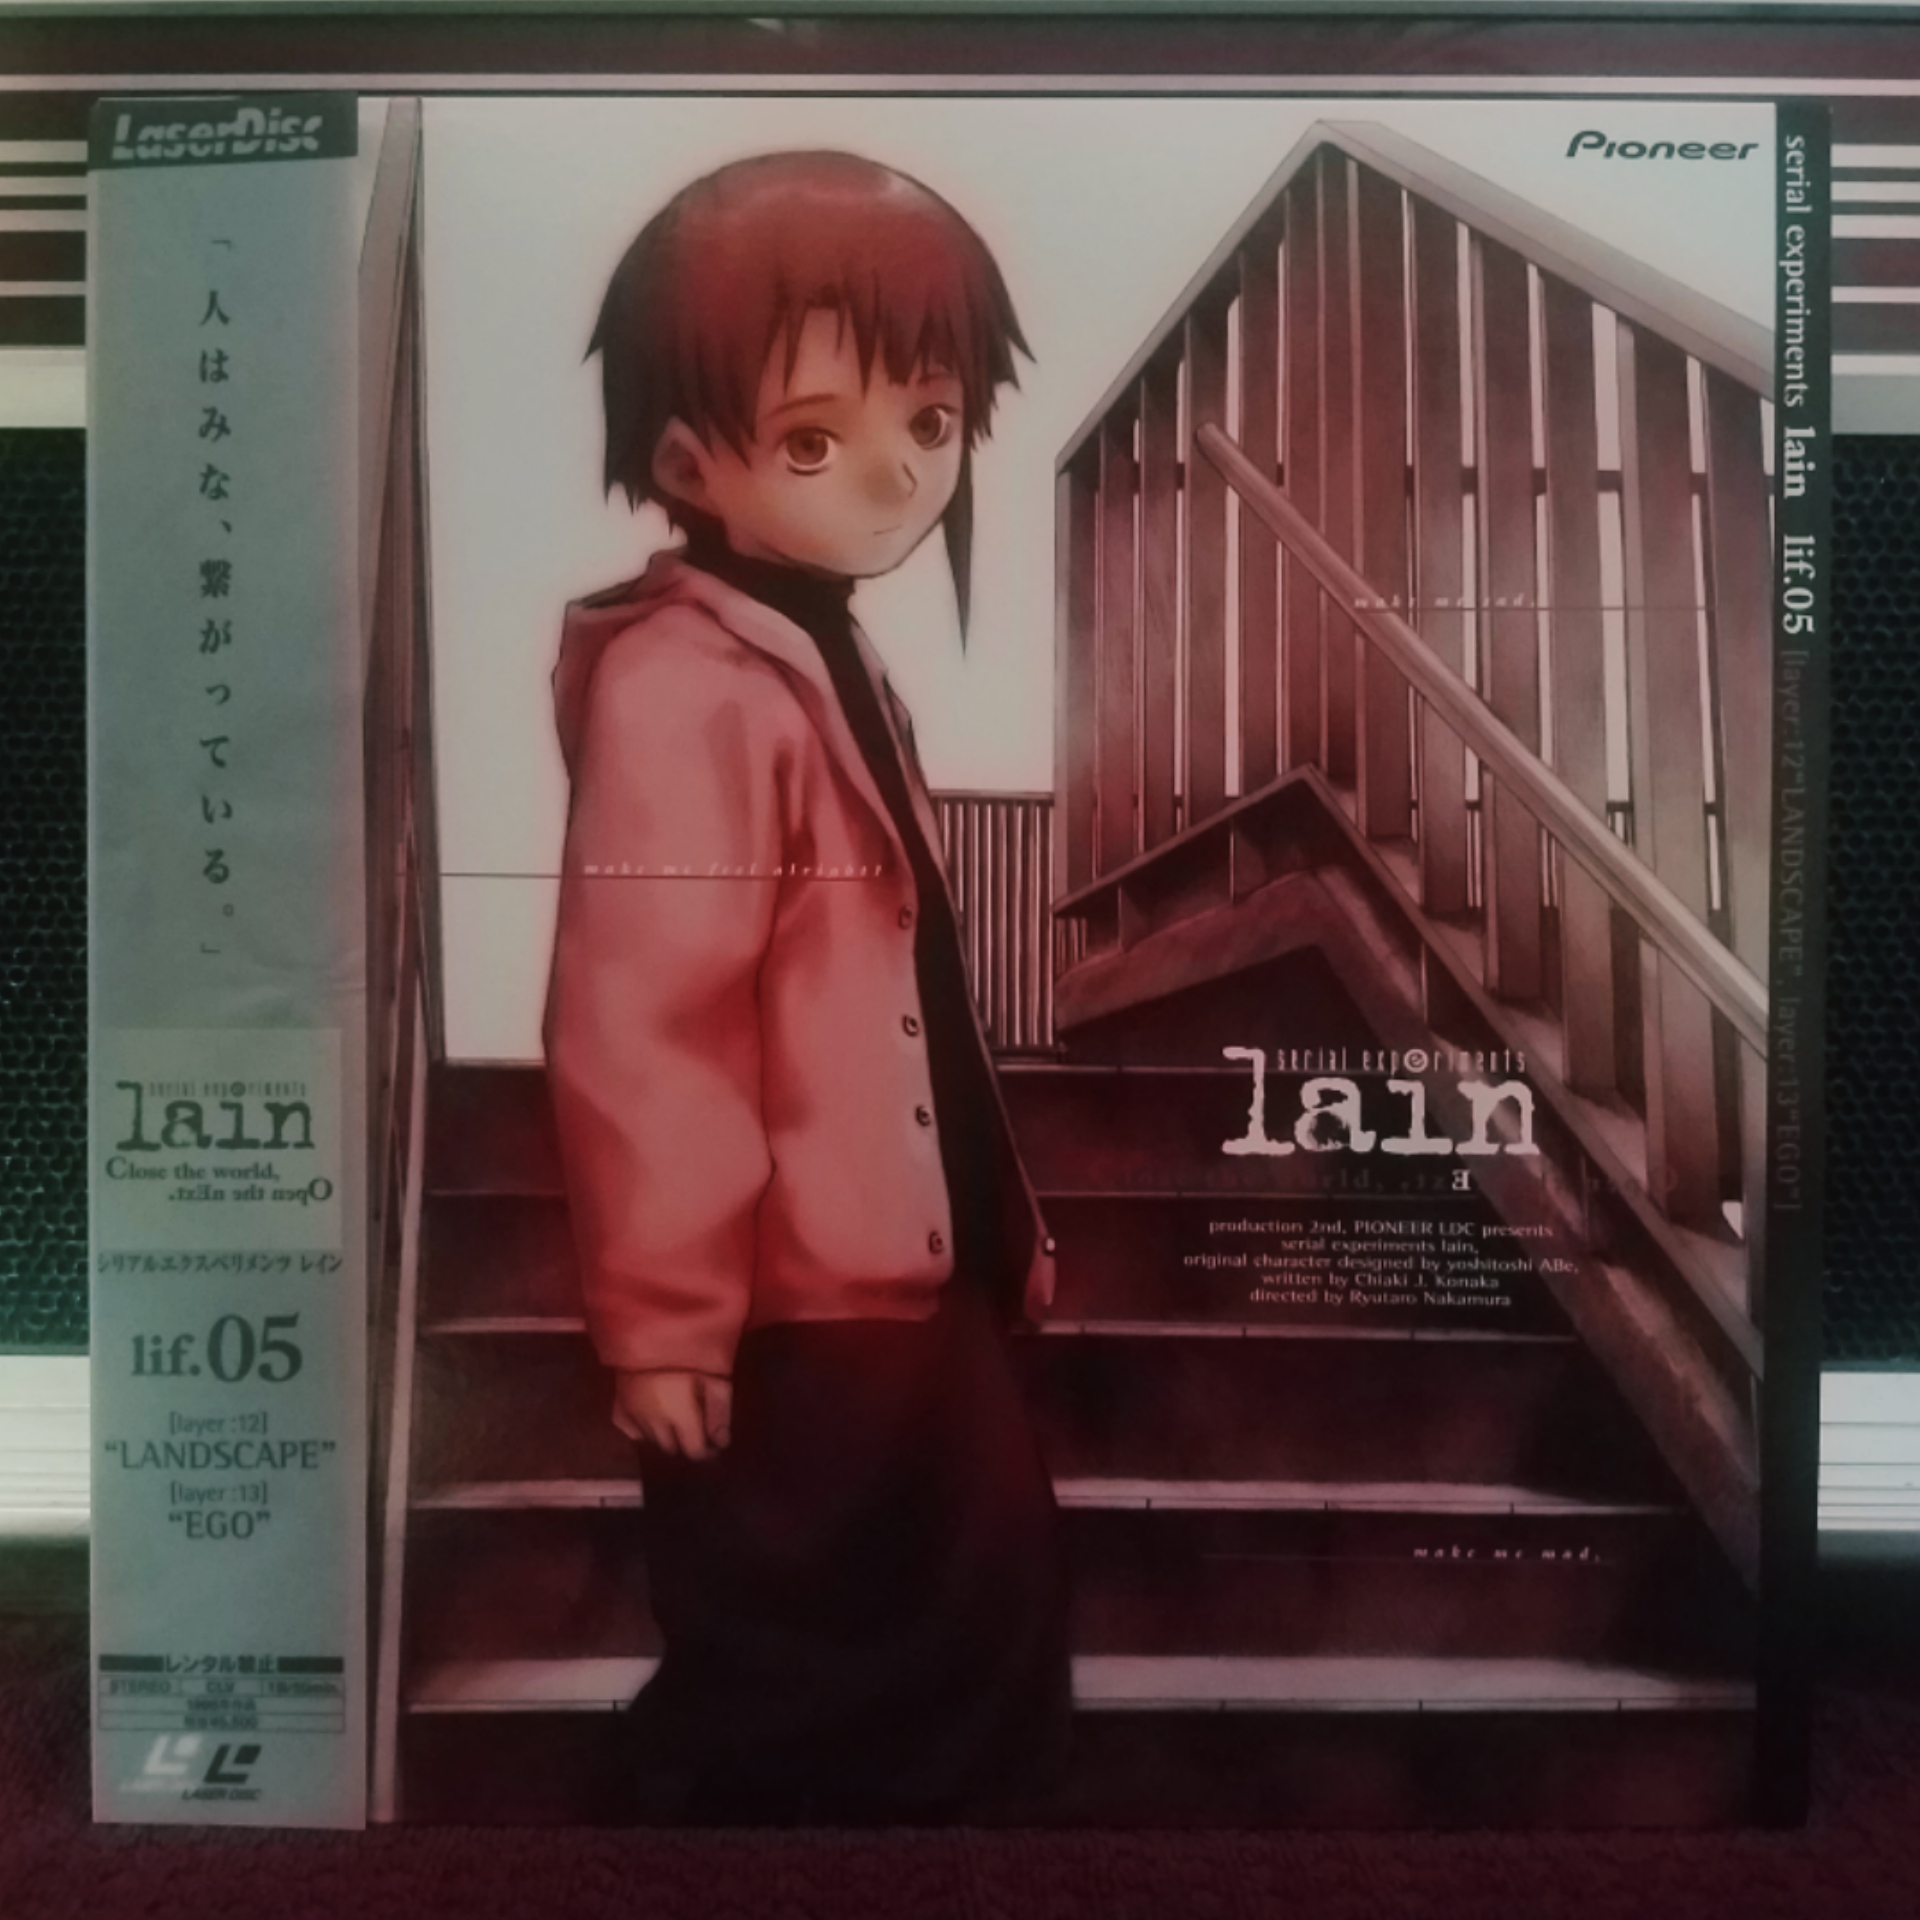 LaserDisc
「人はみな、繋がっている。」
serial experiments
lain
Close the world,
Open the nExt.
シリアルエクスペリメンツ レイン
lif.05
[layer :12]
“LANDSCAPE”
[layer :13]
“EGO”
レンタル禁止
STEREO CLV
LASER DISC
Pioneer
make me sad,
make me feel alright?
serial experiments
lain
close the world,
production 2nd, PIONEER LDC presents
serial experiments lain,
original character designed by yoshitoshi ABe,
written by Chiaki J. Konaka
directed by Ryutaro Nakamura
make me mad,
serial experiments lain lif.05 [layer:12“LANDSCAPE”, layer:13“EGO”]